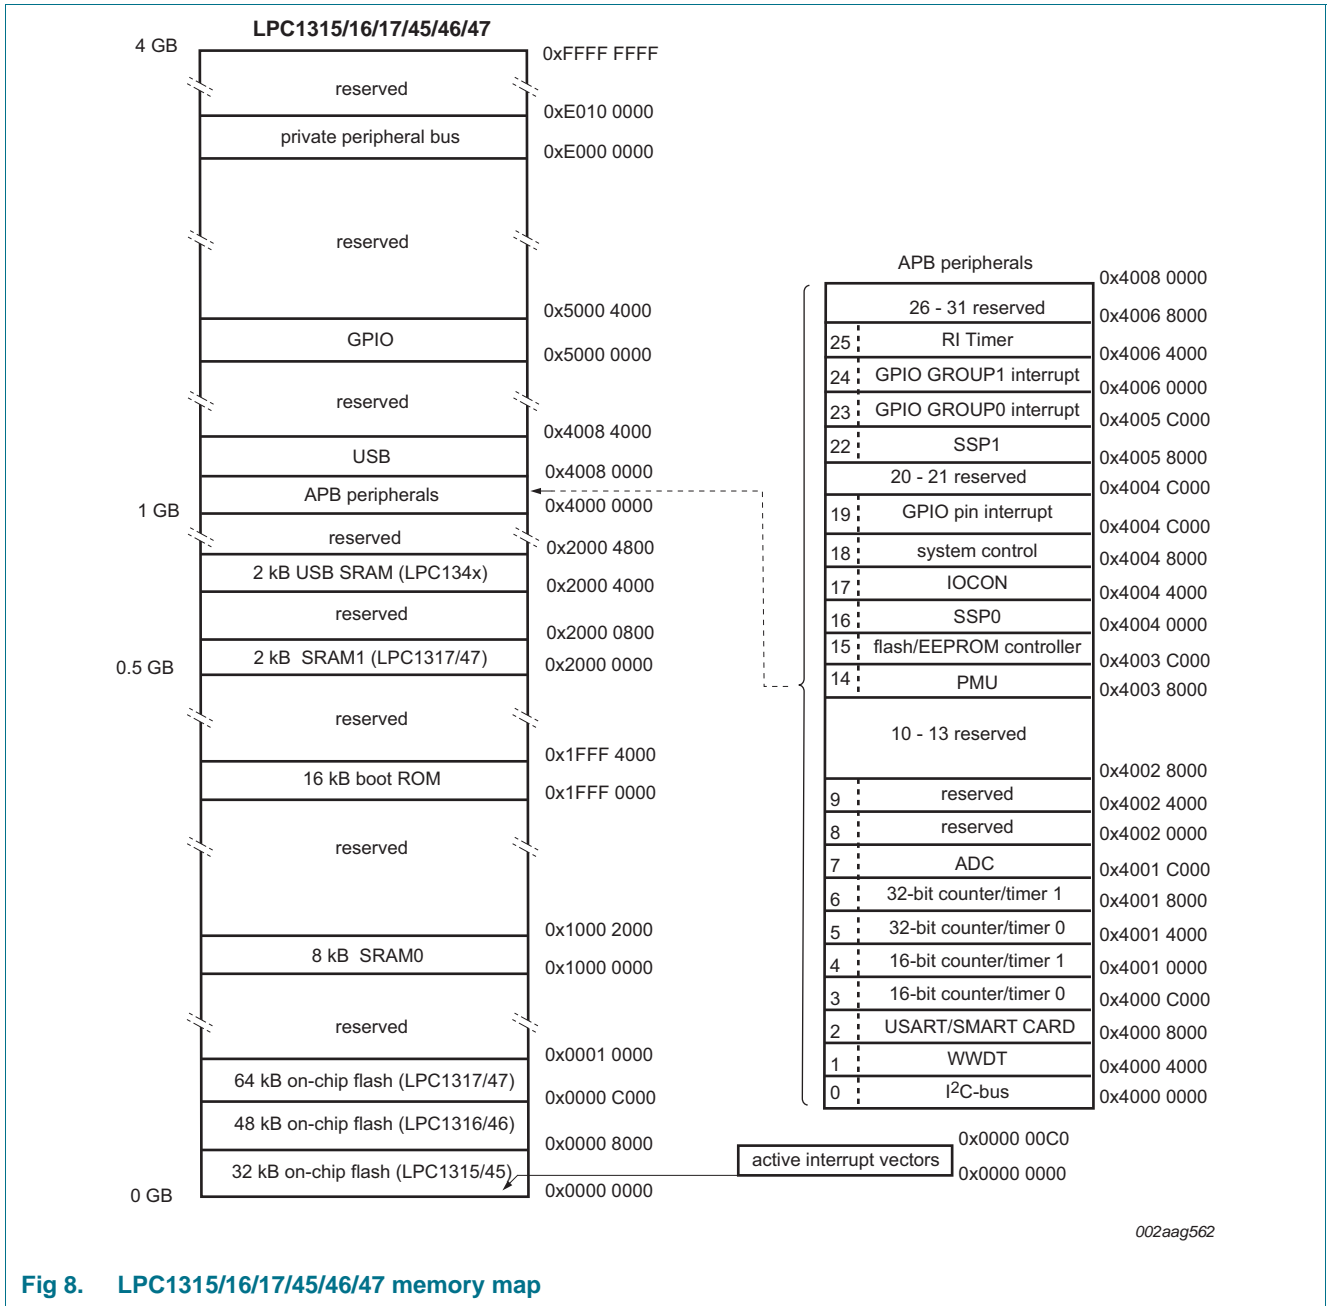 LPC1315/16/17/45/46/47
4 GB
0xFFFF FFFF
reserved
0xE010 0000
private peripheral bus
0xE000 0000
reserved
0x5000 4000
GPIO
0x5000 0000
reserved
0x4008 4000
USB
0x4008 0000
APB peripherals
1 GB
0x4000 0000
reserved
0x2000 4800
2 kB USB SRAM (LPC134x)
0x2000 4000
reserved
0x2000 0800
2 kB SRAM1 (LPC1317/47)
0.5 GB
0x2000 0000
reserved
0x1FFF 4000
16 kB boot ROM
0x1FFF 0000
reserved
0x1000 2000
8 kB SRAM0
0x1000 0000
reserved
0x0001 0000
64 kB on-chip flash (LPC1317/47)
0x0000 C000
48 kB on-chip flash (LPC1316/46)
0x0000 8000
32 kB on-chip flash (LPC1315/45)
0 GB
0x0000 0000
APB peripherals
0x4008 0000
26 - 31 reserved
0x4006 8000
25 RI Timer
0x4006 4000
24 GPIO GROUP1 interrupt
0x4006 0000
23 GPIO GROUP0 interrupt
0x4005 C000
22 SSP1
0x4005 8000
20 - 21 reserved
0x4004 C000
19 GPIO pin interrupt
0x4004 C000
18 system control
0x4004 8000
17 IOCON
0x4004 4000
16 SSP0
0x4004 0000
15 flash/EEPROM controller
0x4003 C000
14 PMU
0x4003 8000
10 - 13 reserved
0x4002 8000
9 reserved
0x4002 4000
8 reserved
0x4002 0000
7 ADC
0x4001 C000
6 32-bit counter/timer 1
0x4001 8000
5 32-bit counter/timer 0
0x4001 4000
4 16-bit counter/timer 1
0x4001 0000
3 16-bit counter/timer 0
0x4000 C000
2 USART/SMART CARD
0x4000 8000
1 WWDT
0x4000 4000
0 I2C-bus
0x4000 0000
0x0000 00C0
active interrupt vectors
0x0000 0000
002aag562
Fig 8. LPC1315/16/17/45/46/47 memory map